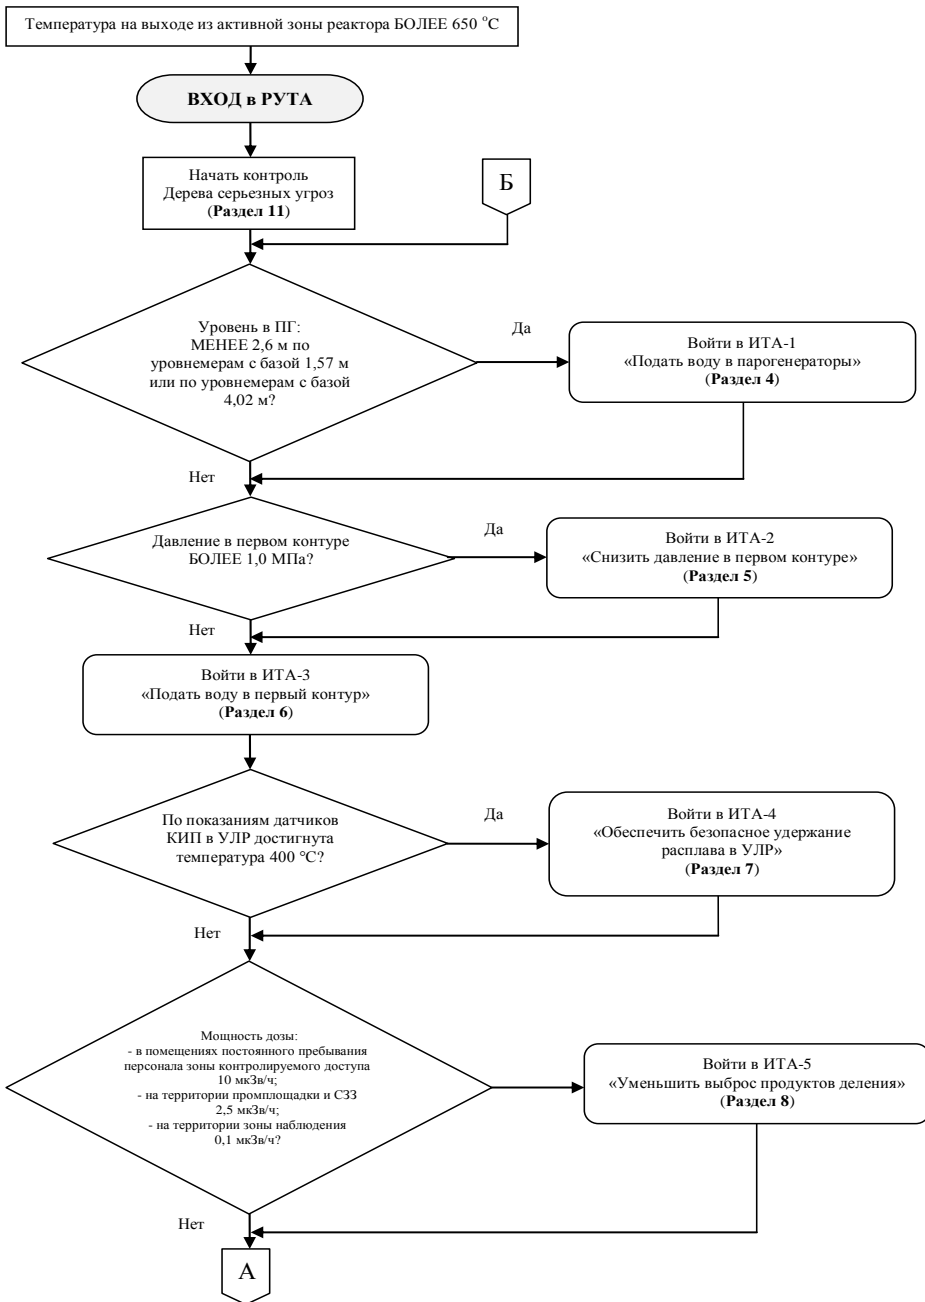 Температура на выходе из активной зоны реактора БОЛЕЕ 650 °С
ВХОД в РУТА
Начать контроль
Дерева серьезных угроз
(Раздел 11)
Б
Уровень в ПГ:
МЕНЕЕ 2,6 м по
уровнемерам с базой 1,57 м
или по уровнемерам с базой
4,02 м?
Да
Войти в ИТА-1
«Подать воду в парогенераторы»
(Раздел 4)
Нет
Давление в первом контуре
БОЛЕЕ 1,0 МПа?
Да
Войти в ИТА-2
«Снизить давление в первом контуре»
(Раздел 5)
Нет
Войти в ИТА-3
«Подать воду в первый контур»
(Раздел 6)
По показаниям датчиков
КИП в УЛР достигнута
температура 400 °С?
Да
Войти в ИТА-4
«Обеспечить безопасное удержание
расплава в УЛР»
(Раздел 7)
Нет
Мощность дозы:
- в помещениях постоянного пребывания
персонала зоны контролируемого доступа
10 мкЗв/ч;
- на территории промплощадки и СЗЗ
2,5 мкЗв/ч;
- на территории зоны наблюдения
0,1 мкЗв/ч?
Войти в ИТА-5
«Уменьшить выброс продуктов деления»
(Раздел 8)
Нет
А